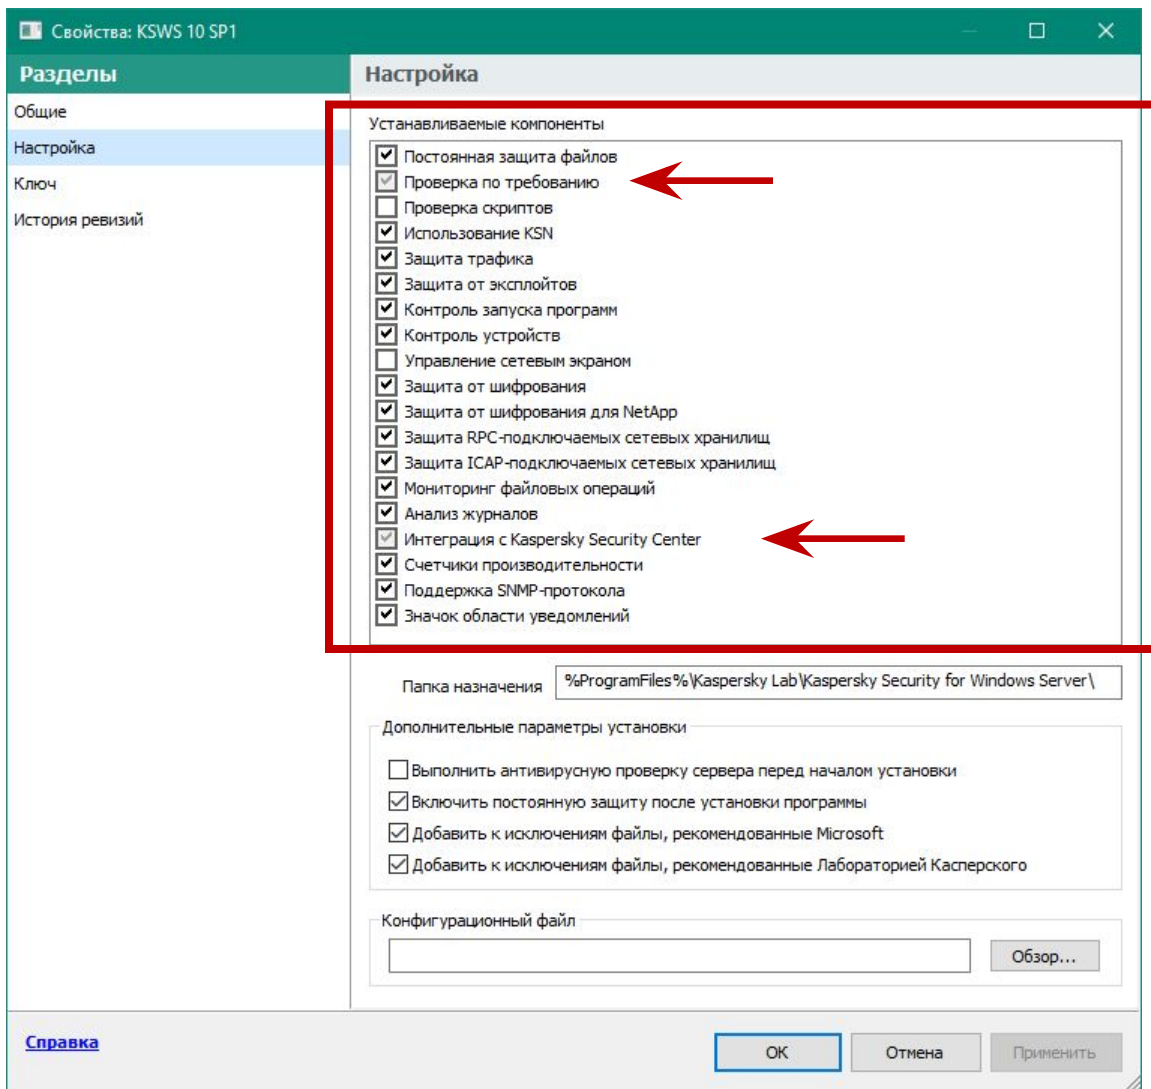 Свойства: KSWS 10 SP1
Разделы
Общие
Настройка
Ключ
История ревизий
Настройка
Устанавливаемые компоненты
Постоянная защита файлов
Проверка по требованию
Проверка скриптов
Использование KSN
Защита трафика
Защита от эксплойтов
Контроль запуска программ
Контроль устройств
Управление сетевым экраном
Защита от шифрования
Защита от шифрования для NetApp
Защита RPC-подключаемых сетевых хранилищ
Защита ICAP-подключаемых сетевых хранилищ
Мониторинг файловых операций
Анализ журналов
Интеграция с Kaspersky Security Center
Счетчики производительности
Поддержка SNMP-протокола
Значок области уведомлений
Папка назначения %ProgramFiles%\Kaspersky Lab\Kaspersky Security for Windows Server\
Дополнительные параметры установки
Выполнить антивирусную проверку сервера перед началом установки
Включить постоянную защиту после установки программы
Добавить к исключениям файлы, рекомендованные Microsoft
Добавить к исключениям файлы, рекомендованные Лабораторией Касперского
Конфигурационный файл
Обзор...
Справка
ОК Отмена Применить